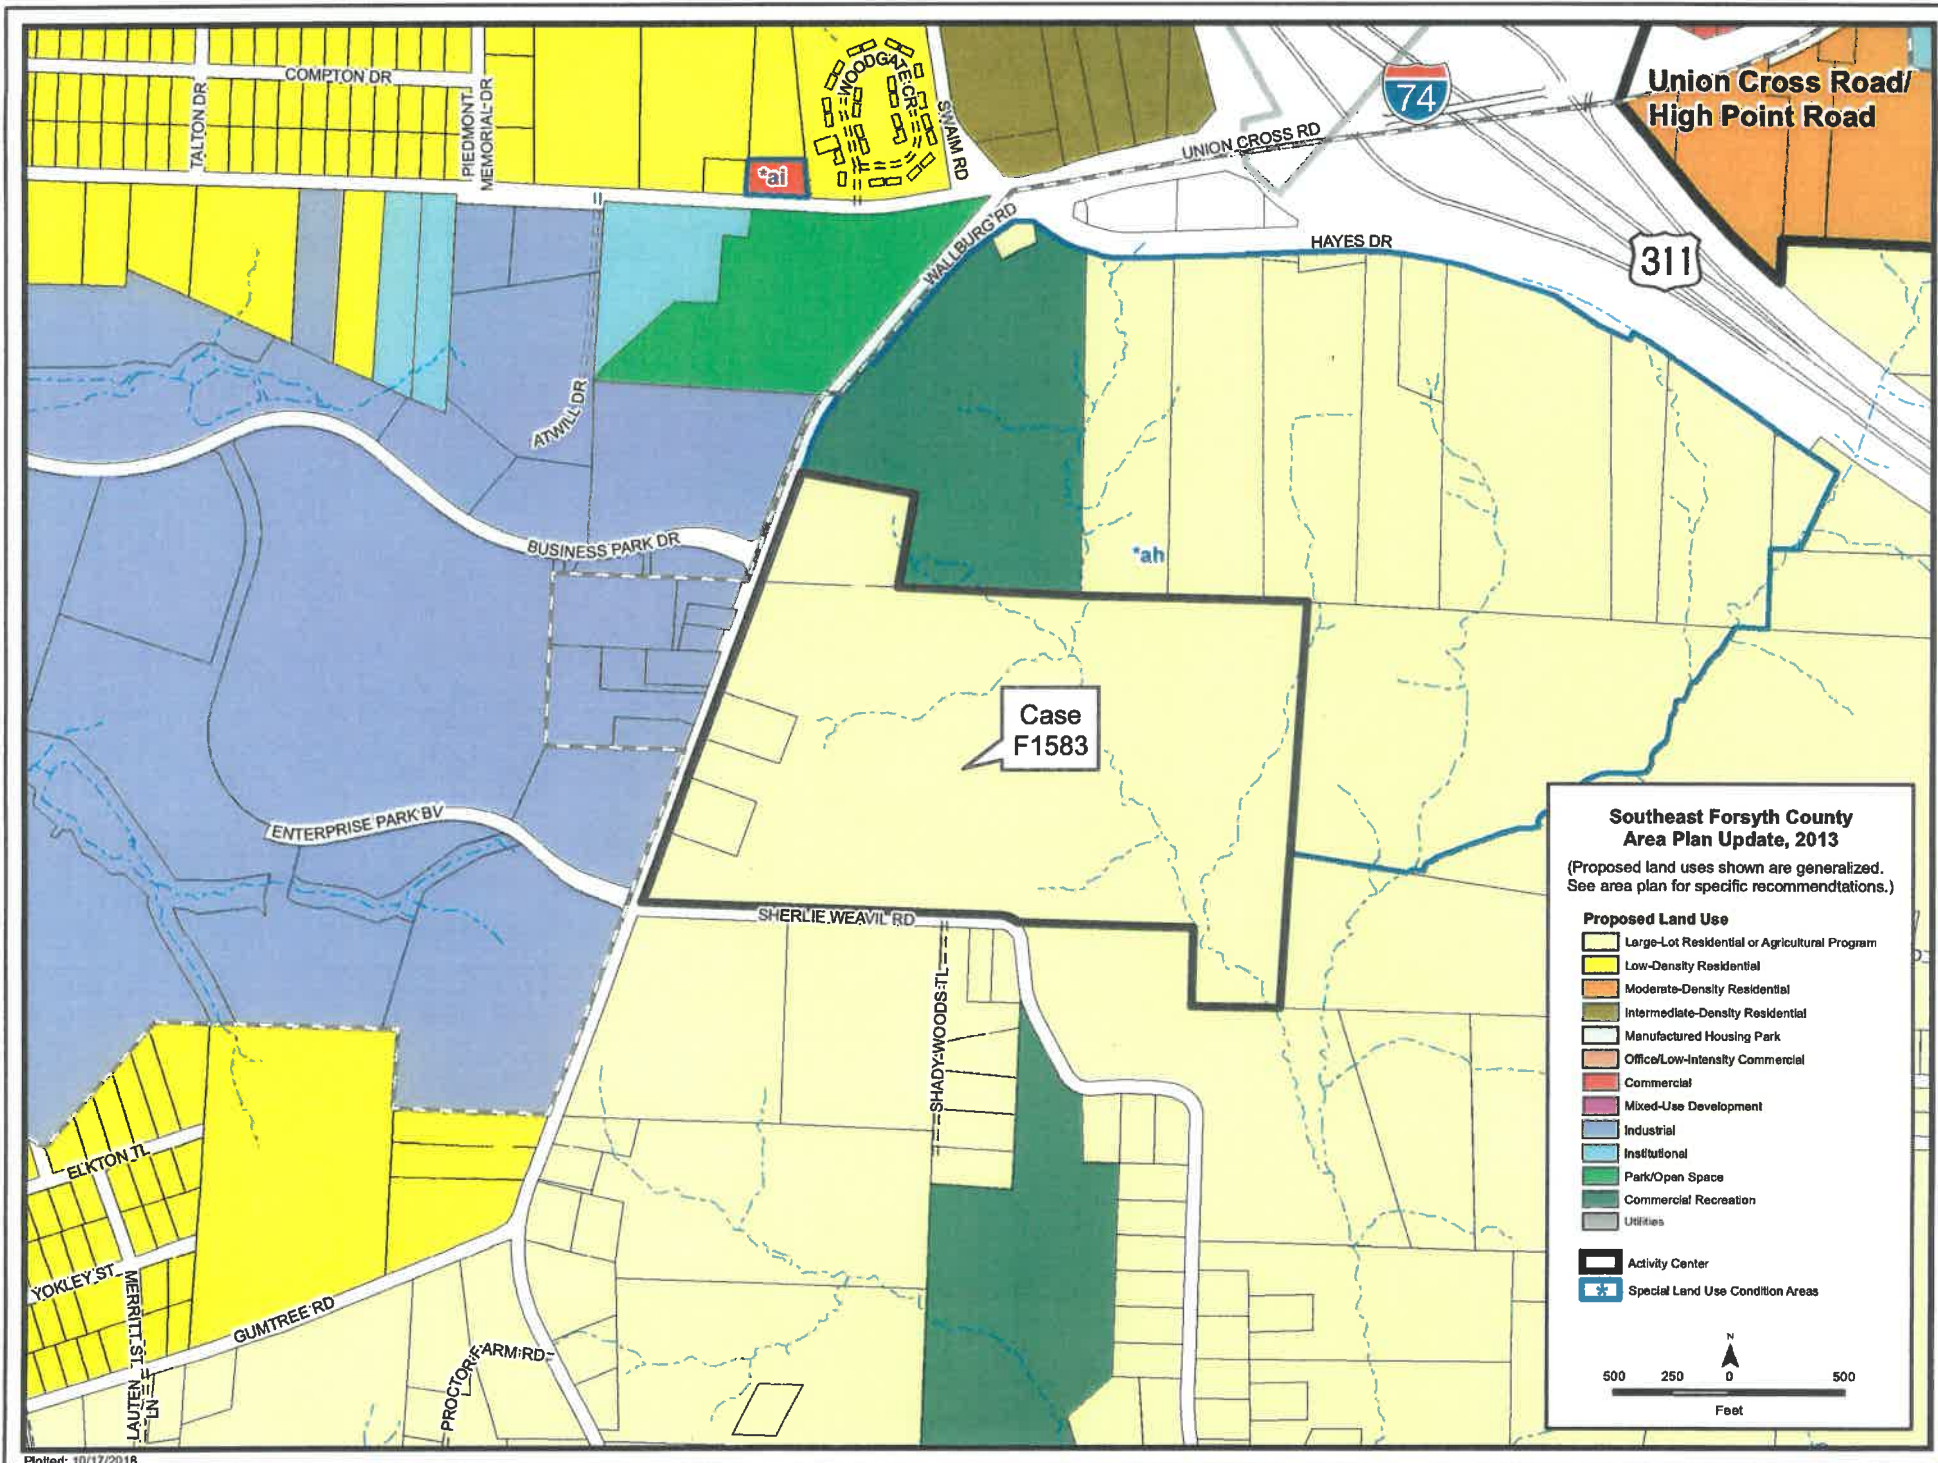 COMPTON DR
TALTON DR
PIEDMONT
MEMORIAL DR
WOODGATE CR
SWAIM RD
*ai
74
UNION CROSS RD
Union Cross Road/
High Point Road
WALLBURG RD
HAYES DR
311
ATWILL DR
BUSINESS PARK DR
*ah
Case
F1583
ENTERPRISE PARK BV
SHERLIE WEAVIL RD
SHADY WOODS TL
ELKTON TL
YOKLEY ST
MERRITT ST
LAUTEN
LN
GUMTREE RD
PROCTOR FARM RD
Southeast Forsyth County
Area Plan Update, 2013
(Proposed land uses shown are generalized.
See area plan for specific recommendtations.)
Proposed Land Use
Large-Lot Residential or Agricultural Program
Low-Density Residential
Moderate-Density Residential
Intermediate-Density Residential
Manufactured Housing Park
Office/Low-Intensity Commercial
Commercial
Mixed-Use Development
Industrial
Institutional
Park/Open Space
Commercial Recreation
Utilities
Activity Center
* Special Land Use Condition Areas
N
500 250 0 500
Feet
Plotted: 10/17/2018